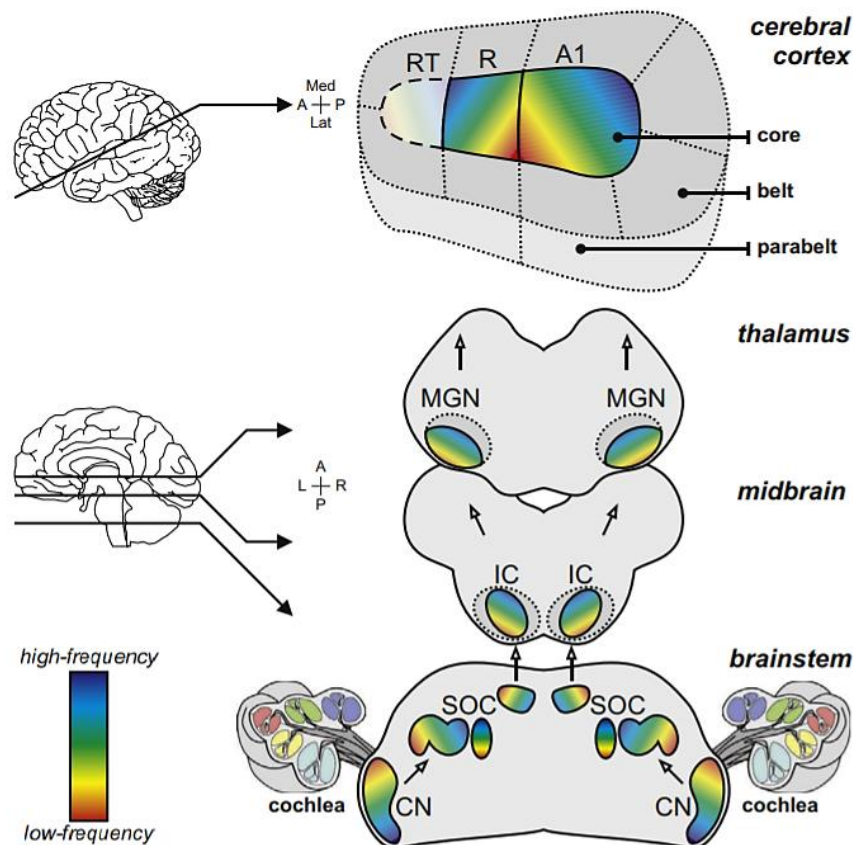 cerebral
cortex
RT R A1
Med
A P
Lat
core
belt
parabelt
thalamus
MGN MGN
midbrain
A
L R
P
IC IC
high-frequency
brainstem
SOC SOC
CN CN
cochlea cochlea
low-frequency